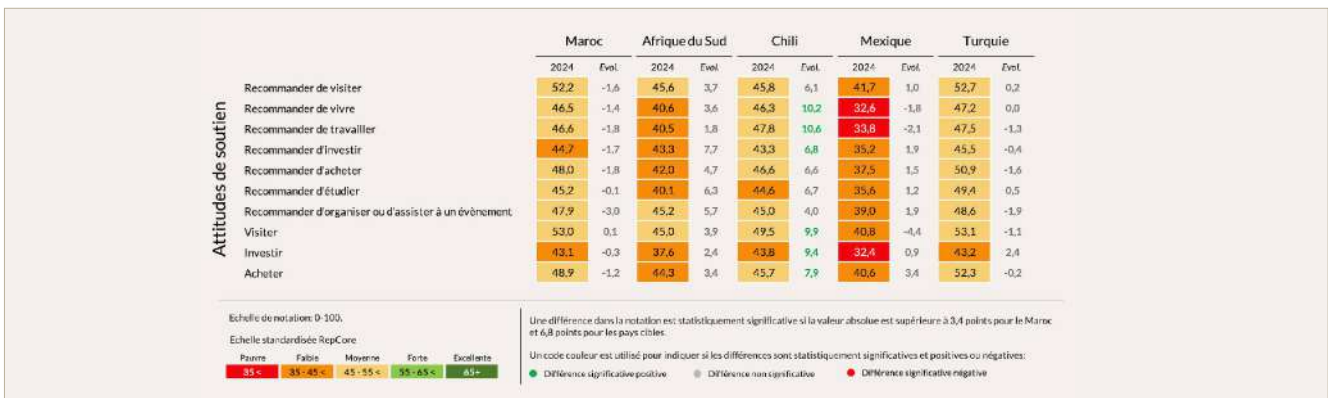 Maroc Afrique du Sud Chili Mexique Turquie
2024 Evol. 2024 Evol. 2024 Evol. 2024 Evol. 2024 Evol.
Attitudes de soutien
Recommander de visiter 52,2 -1,6 45,6 3,7 45,8 6,1 41,7 1,0 52,7 0,2
Recommander de vivre 46,5 -1,4 40,6 3,6 46,3 10,2 32,6 -1,8 47,2 0,0
Recommander de travailler 46,6 -1,8 40,5 1,8 47,8 10,6 33,8 -2,1 47,5 -1,3
Recommander d'investir 44,7 -1,7 43,3 7,7 43,3 6,8 35,2 1,9 45,5 -0,4
Recommander d'acheter 48,0 -1,8 42,0 4,7 46,6 6,6 37,5 1,5 50,9 -1,6
Recommander d'étudier 45,2 -0,1 40,1 6,3 44,6 6,7 35,6 1,2 49,4 0,5
Recommander d'organiser ou d'assister à un évènement 47,9 -3,0 45,2 5,7 45,0 4,0 39,0 1,9 48,6 -1,9
Visiter 53,0 0,1 45,0 3,9 49,5 9,9 40,8 -4,4 53,1 -1,1
Investir 43,1 -0,3 37,6 2,4 43,8 9,4 32,4 0,9 43,2 2,4
Acheter 48,9 -1,2 44,3 3,4 45,7 7,9 40,6 3,4 52,3 -0,2
Echelle de notation: 0-100.
Echelle standardisée RepCore
Pauvre Faible Moyenne Forte Excellente
35 < 35 - 45 < 45 - 55 < 55 - 65 < 65+
Une différence dans la notation est statistiquement significative si la valeur absolue est supérieure à 3,4 points pour le Maroc
et 6,8 points pour les pays cibles.
Un code couleur est utilisé pour indiquer si les différences sont statistiquement significatives et positives ou négatives:
Différence significative positive Différence non significative Différence significative négative